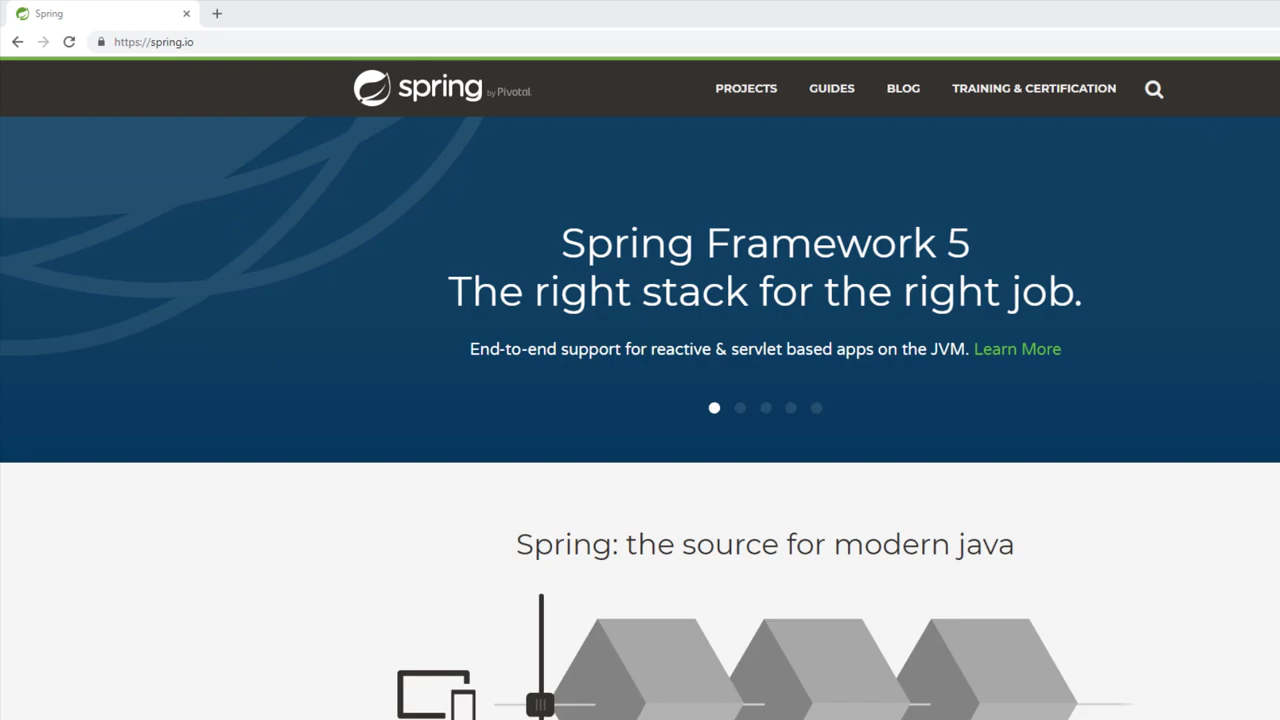 Spring
https://spring.io
spring by Pivotal.
PROJECTS GUIDES BLOG TRAINING & CERTIFICATION
Spring Framework 5
The right stack for the right job.
End-to-end support for reactive & servlet based apps on the JVM. Learn More
Spring: the source for modern java